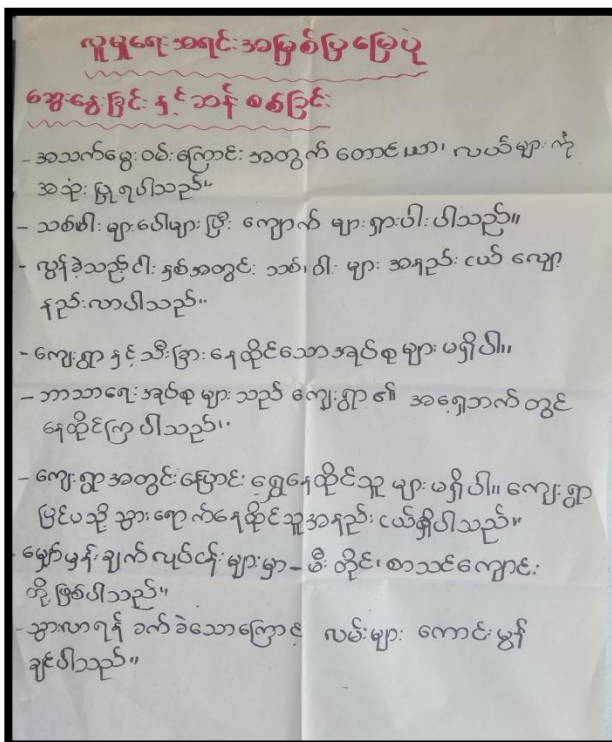 လူမှုရေးအရင်းအမြစ်ပြမြေပုံ
ဆွေးနွေးခြင်းနှင့်ဆန်းစစ်ခြင်း
- အသက်မွေးဝမ်းကြောင်းအတွက် တောင်ယာ၊ လယ်များကို
အသုံးပြုရပါသည်။
- သစ်ဝါးများပေါများပြီး ကျောက်များရှားပါးပါသည်။
- လွန်ခဲ့သည့်ငါးနှစ်အတွင်း သစ်၊ဝါးများ အနည်းငယ်လျော့
နည်းလာပါသည်။
- ကျေးရွာနှင့်သီးခြားနေထိုင်သောအုပ်စုများမရှိပါ။
- ဘာသာရေးအုပ်စုများသည် ကျေးရွာ၏ အရှေ့ဘက်တွင်
နေထိုင်ကြပါသည်။
- ကျေးရွာအတွင်းပြောင်းရွှေ့နေထိုင်သူများမရှိပါ။ ကျေးရွာ
ပြင်ပသို့သွားရောက်နေထိုင်သူအနည်းငယ်ရှိပါသည်။
- မျှော်မှန်းချက်လုပ်ငန်းများမှာ - မီးတိုင်၊ စာသင်ကျောင်း
တို့ဖြစ်ပါသည်။
- သွားလာရန်ခက်ခဲသောကြောင့် လမ်းများ ကောင်းမွန်
ချင်ပါသည်။